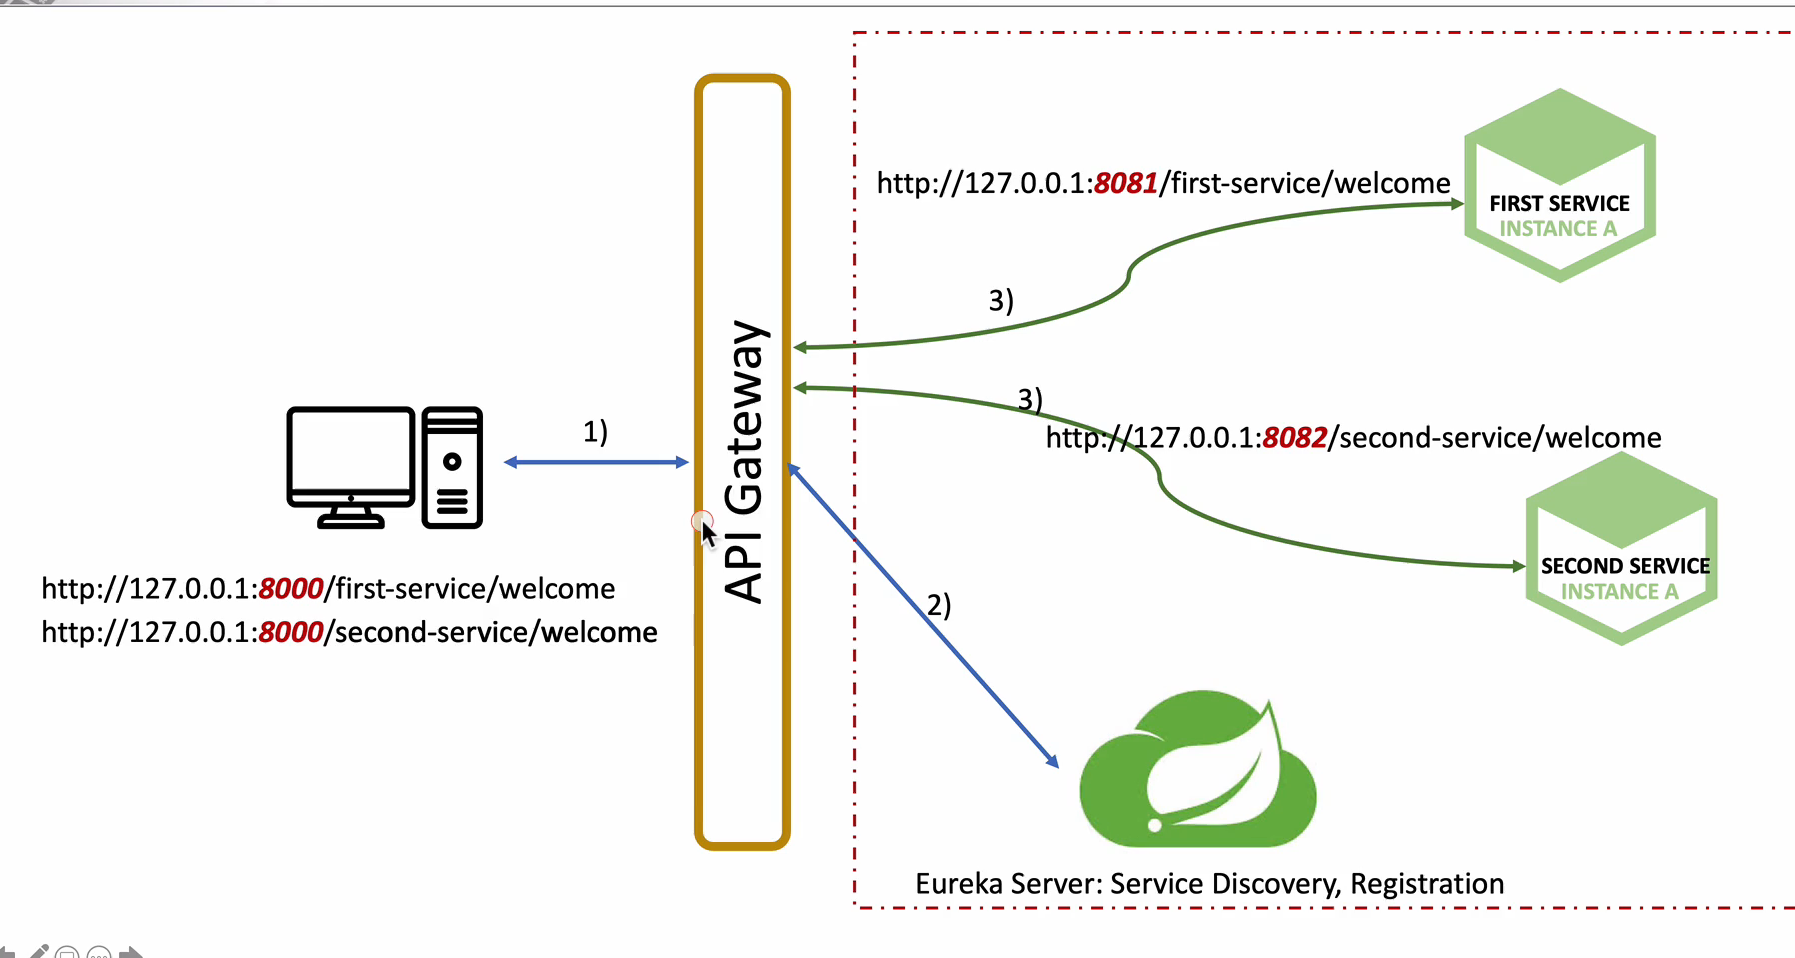 http://127.0.0.1:8081/first-service/welcome
FIRST SERVICE
INSTANCE A
3)
API Gateway
3)
1)
http://127.0.0.1:8082/second-service/welcome
SECOND SERVICE
INSTANCE A
http://127.0.0.1:8000/first-service/welcome
http://127.0.0.1:8000/second-service/welcome
2)
Eureka Server: Service Discovery, Registration